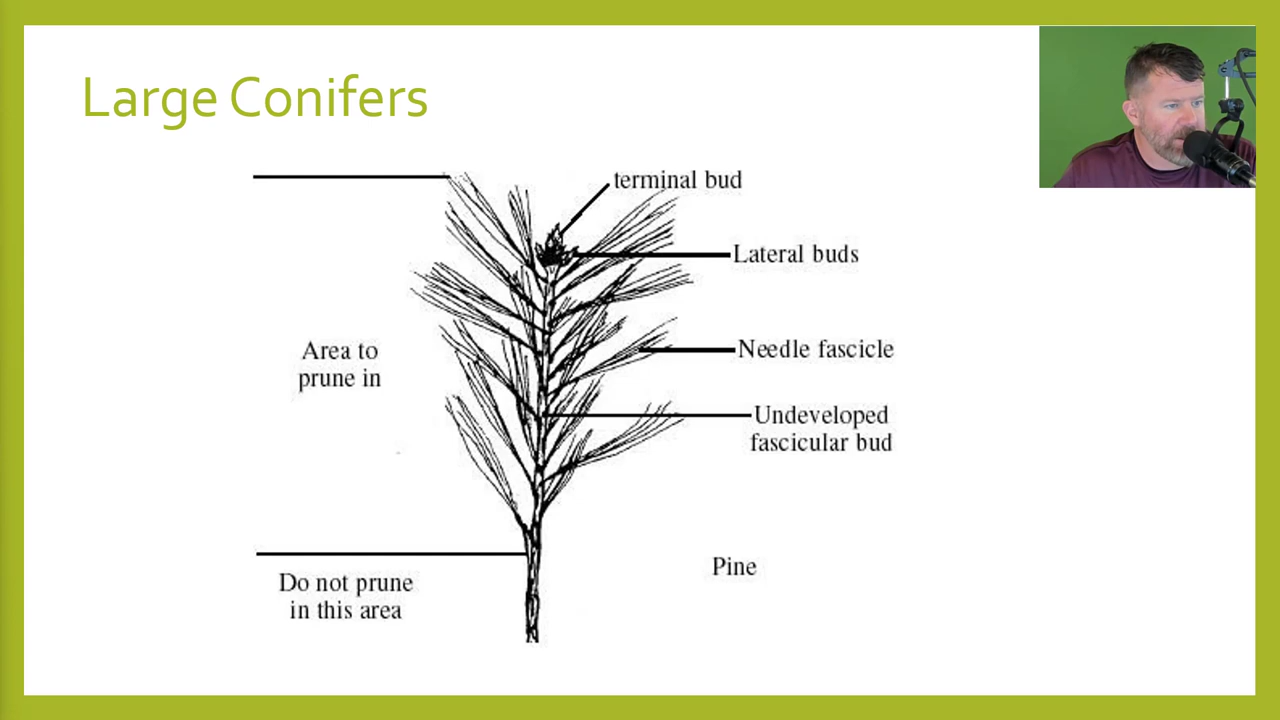 Large Conifers
terminal bud
Lateral buds
Area to
prune in
Needle fascicle
Undeveloped
fascicular bud
Do not prune
in this area
Pine